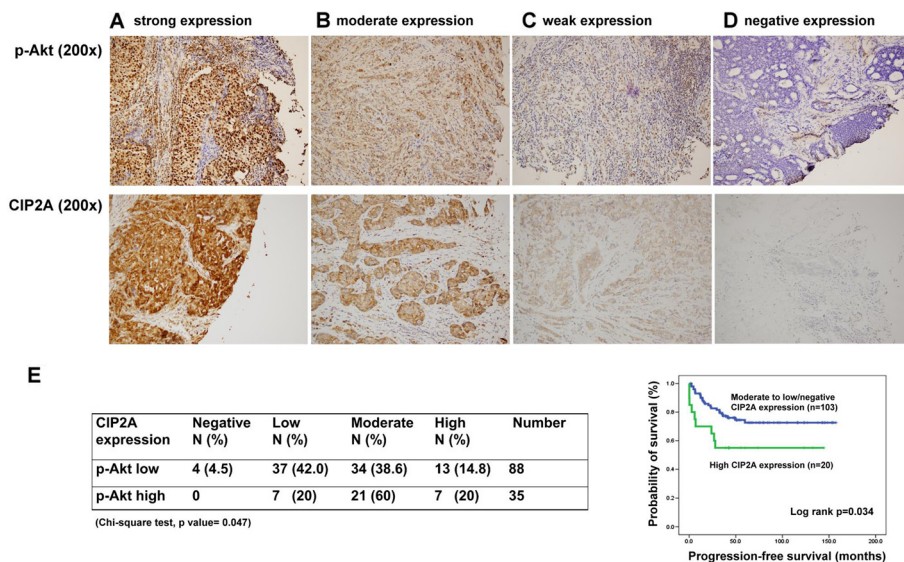 A strong expression
B moderate expression
C weak expression
D negative expression
p-Akt (200x)
CIP2A (200x)
E
CIP2A expression Negative N (%) Low N (%) Moderate N (%) High N (%) Number
p-Akt low 4 (4.5) 37 (42.0) 34 (38.6) 13 (14.8) 88
p-Akt high 0 7 (20) 21 (60) 7 (20) 35
(Chi-square test, p value= 0.047)
Probability of survival (%)
1.0
0.8
0.6
0.4
0.2
0.0
Moderate to low/negative
CIP2A expression (n=103)
High CIP2A expression (n=20)
Log rank p=0.034
0.0 50.0 100.0 150.0 200.0
Progression-free survival (months)